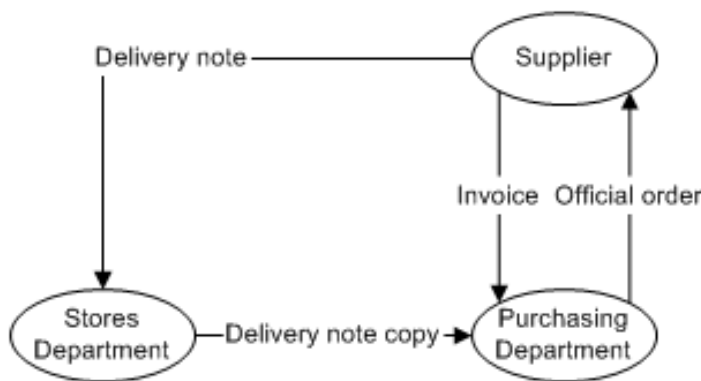 Delivery note
Supplier
Invoice
Official order
Stores
Department
Delivery note copy
Purchasing
Department